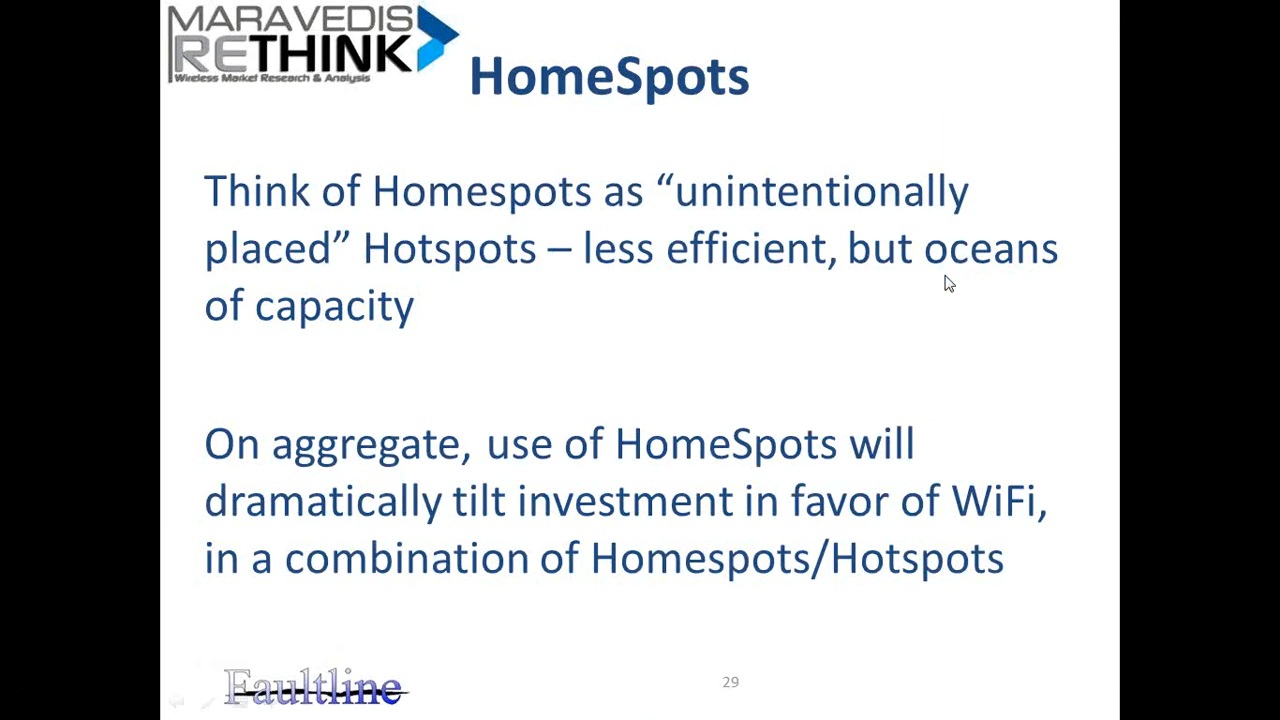 MARAVEDIS
RETHINK
Wireless Market Research & Analysis
HomeSpots
Think of Homespots as “unintentionally
placed” Hotspots – less efficient, but oceans
of capacity
On aggregate, use of HomeSpots will
dramatically tilt investment in favor of WiFi,
in a combination of Homespots/Hotspots
Faultline
29